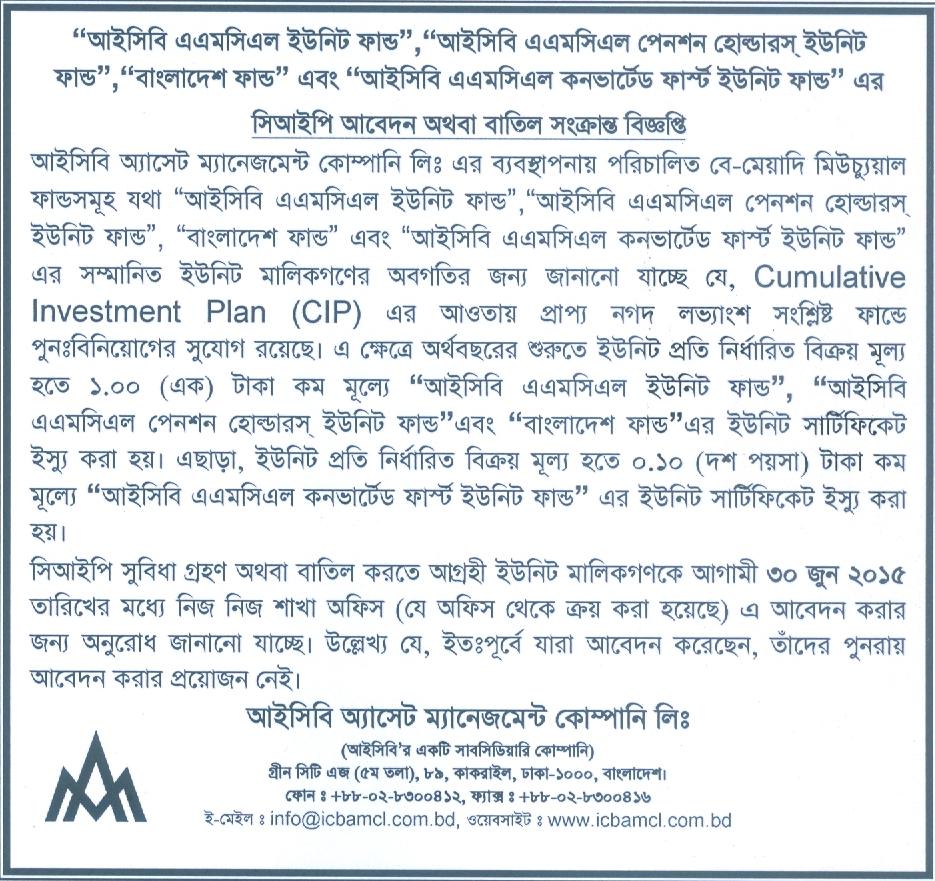 “আইসিবি এএমসিএল ইউনিট ফান্ড”,“আইসিবি এএমসিএল পেনশন হোল্ডারস্ ইউনিট
ফান্ড”,“বাংলাদেশ ফান্ড” এবং “আইসিবি এএমসিএল কনভার্টেড ফার্স্ট ইউনিট ফান্ড” এর
সিআইপি আবেদন অথবা বাতিল সংক্রান্ত বিজ্ঞপ্তি
আইসিবি অ্যাসেট ম্যানেজমেন্ট কোম্পানি লিঃ এর ব্যবস্থাপনায় পরিচালিত বে-মেয়াদি মিউচ্যুয়াল
ফান্ডসমূহ যথা “আইসিবি এএমসিএল ইউনিট ফান্ড”,“আইসিবি এএমসিএল পেনশন হোল্ডারস্
ইউনিট ফান্ড”, “বাংলাদেশ ফান্ড” এবং “আইসিবি এএমসিএল কনভার্টেড ফার্স্ট ইউনিট ফান্ড”
এর সম্মানিত ইউনিট মালিকগণের অবগতির জন্য জানানো যাচ্ছে যে, Cumulative
Investment Plan (CIP) এর আওতায় প্রাপ্য নগদ লভ্যাংশ সংশ্লিষ্ট ফান্ডে
পুনঃবিনিয়োগের সুযোগ রয়েছে। এ ক্ষেত্রে অর্থবছরের শুরুতে ইউনিট প্রতি নির্ধারিত বিক্রয় মূল্য
হতে ১.০০ (এক) টাকা কম মূল্যে “আইসিবি এএমসিএল ইউনিট ফান্ড”, “আইসিবি
এএমসিএল পেনশন হোল্ডারস্ ইউনিট ফান্ড”এবং “বাংলাদেশ ফান্ড”এর ইউনিট সার্টিফিকেট
ইস্যু করা হয়। এছাড়া, ইউনিট প্রতি নির্ধারিত বিক্রয় মূল্য হতে ০.১০ (দশ পয়সা) টাকা কম
মূল্যে “আইসিবি এএমসিএল কনভার্টেড ফার্স্ট ইউনিট ফান্ড” এর ইউনিট সার্টিফিকেট ইস্যু করা
হয়।
সিআইপি সুবিধা গ্রহণ অথবা বাতিল করতে আগ্রহী ইউনিট মালিকগণকে আগামী ৩০ জুন ২০১৫
তারিখের মধ্যে নিজ নিজ শাখা অফিস (যে অফিস থেকে ক্রয় করা হয়েছে) এ আবেদন করার
জন্য অনুরোধ জানানো যাচ্ছে। উল্লেখ্য যে, ইতঃপূর্বে যারা আবেদন করেছেন, তাঁদের পুনরায়
আবেদন করার প্রয়োজন নেই।
আইসিবি অ্যাসেট ম্যানেজমেন্ট কোম্পানি লিঃ
(আইসিবি’র একটি সাবসিডিয়ারি কোম্পানি)
গ্রীন সিটি এজ (৫ম তলা), ৮৯, কাকরাইল, ঢাকা-১০০০, বাংলাদেশ।
ফোন : +৮৮-০২-৮৩০০৪১২, ফ্যাক্স : +৮৮-০২-৮৩০০৪১৬
ই-মেইল : info@icbamcl.com.bd, ওয়েবসাইট : www.icbamcl.com.bd